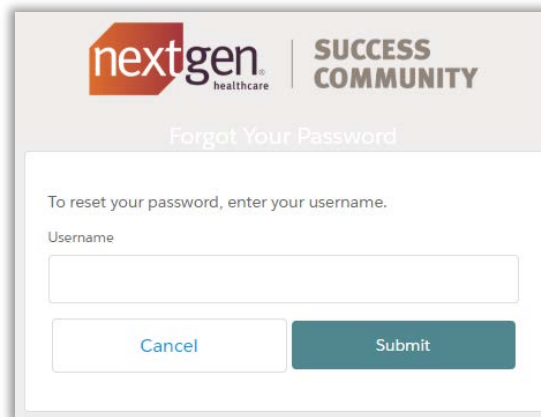 nextgen.
healthcare
SUCCESS
COMMUNITY
Forgot Your Password
To reset your password, enter your username.
Username
Cancel
Submit